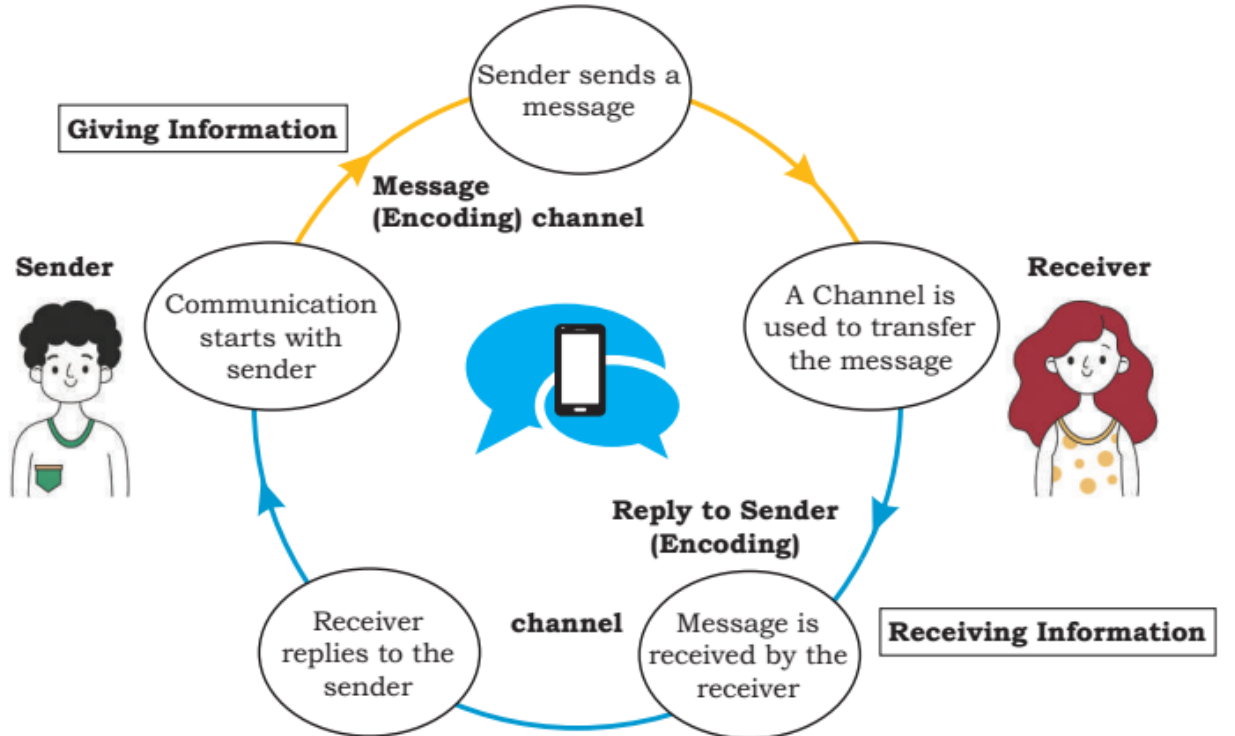 Sender sends a
message
Giving Information
Message
(Encoding) channel
Sender
Communication
starts with
sender
A Channel is
used to transfer
the message
Receiver
Reply to Sender
(Encoding)
Receiver
replies to the
sender
channel
Message is
received by the
receiver
Receiving Information